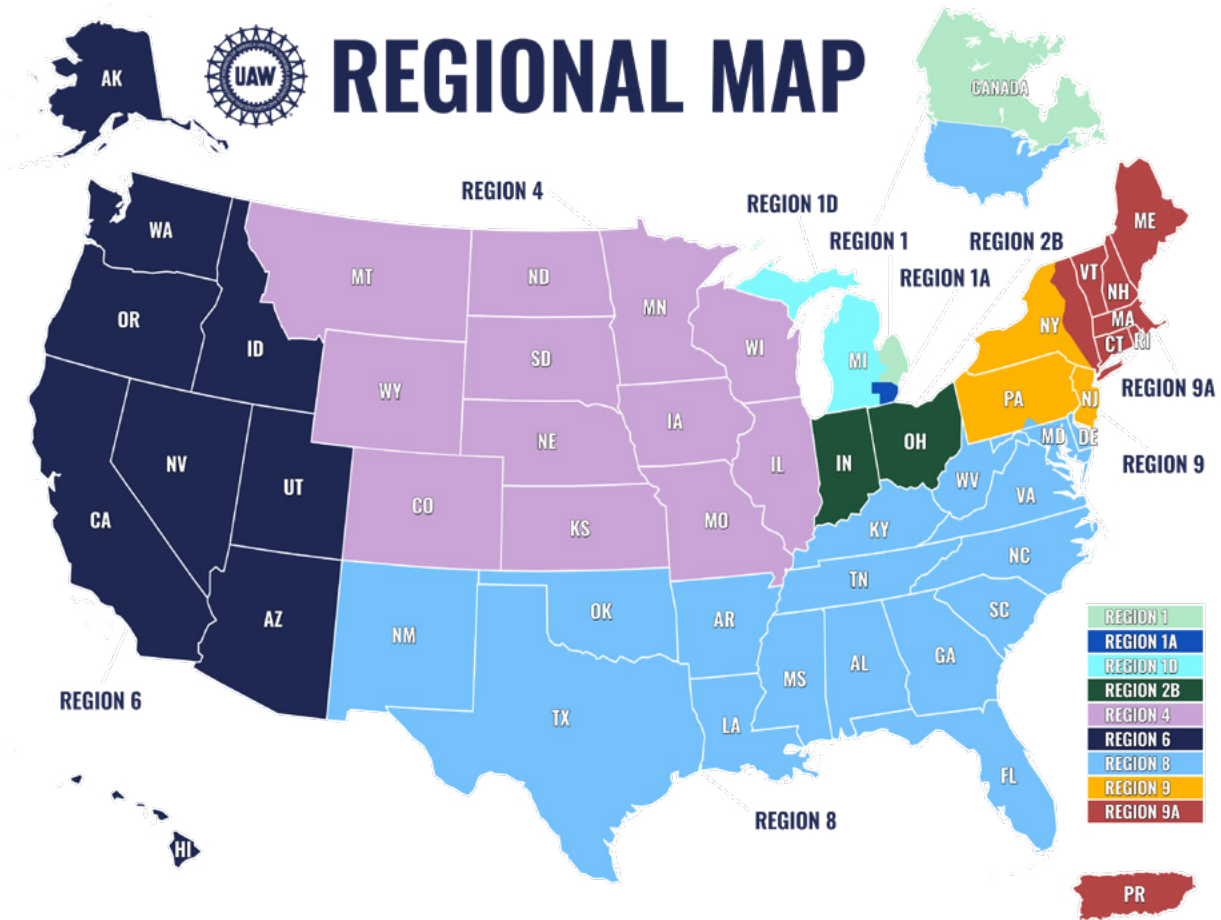 AK
UAW
REGIONAL MAP
CANADA
REGION 4
REGION 1D
REGION 1
REGION 2B
REGION 1A
WA
MT
ND
MN
ME
VT
NH
OR
ID
SD
WI
MI
NY
MA
CT
RI
WY
IA
NE
PA
NJ
REGION 9A
NV
UT
CO
KS
MO
IL
IN
OH
MD
DE
REGION 9
CA
WV
VA
KY
AZ
NM
OK
AR
TN
NC
SC
REGION 6
TX
LA
MS
AL
GA
FL
HI
REGION 8
REGION 1
REGION 1A
REGION 1D
REGION 2B
REGION 4
REGION 6
REGION 8
REGION 9
REGION 9A
PR